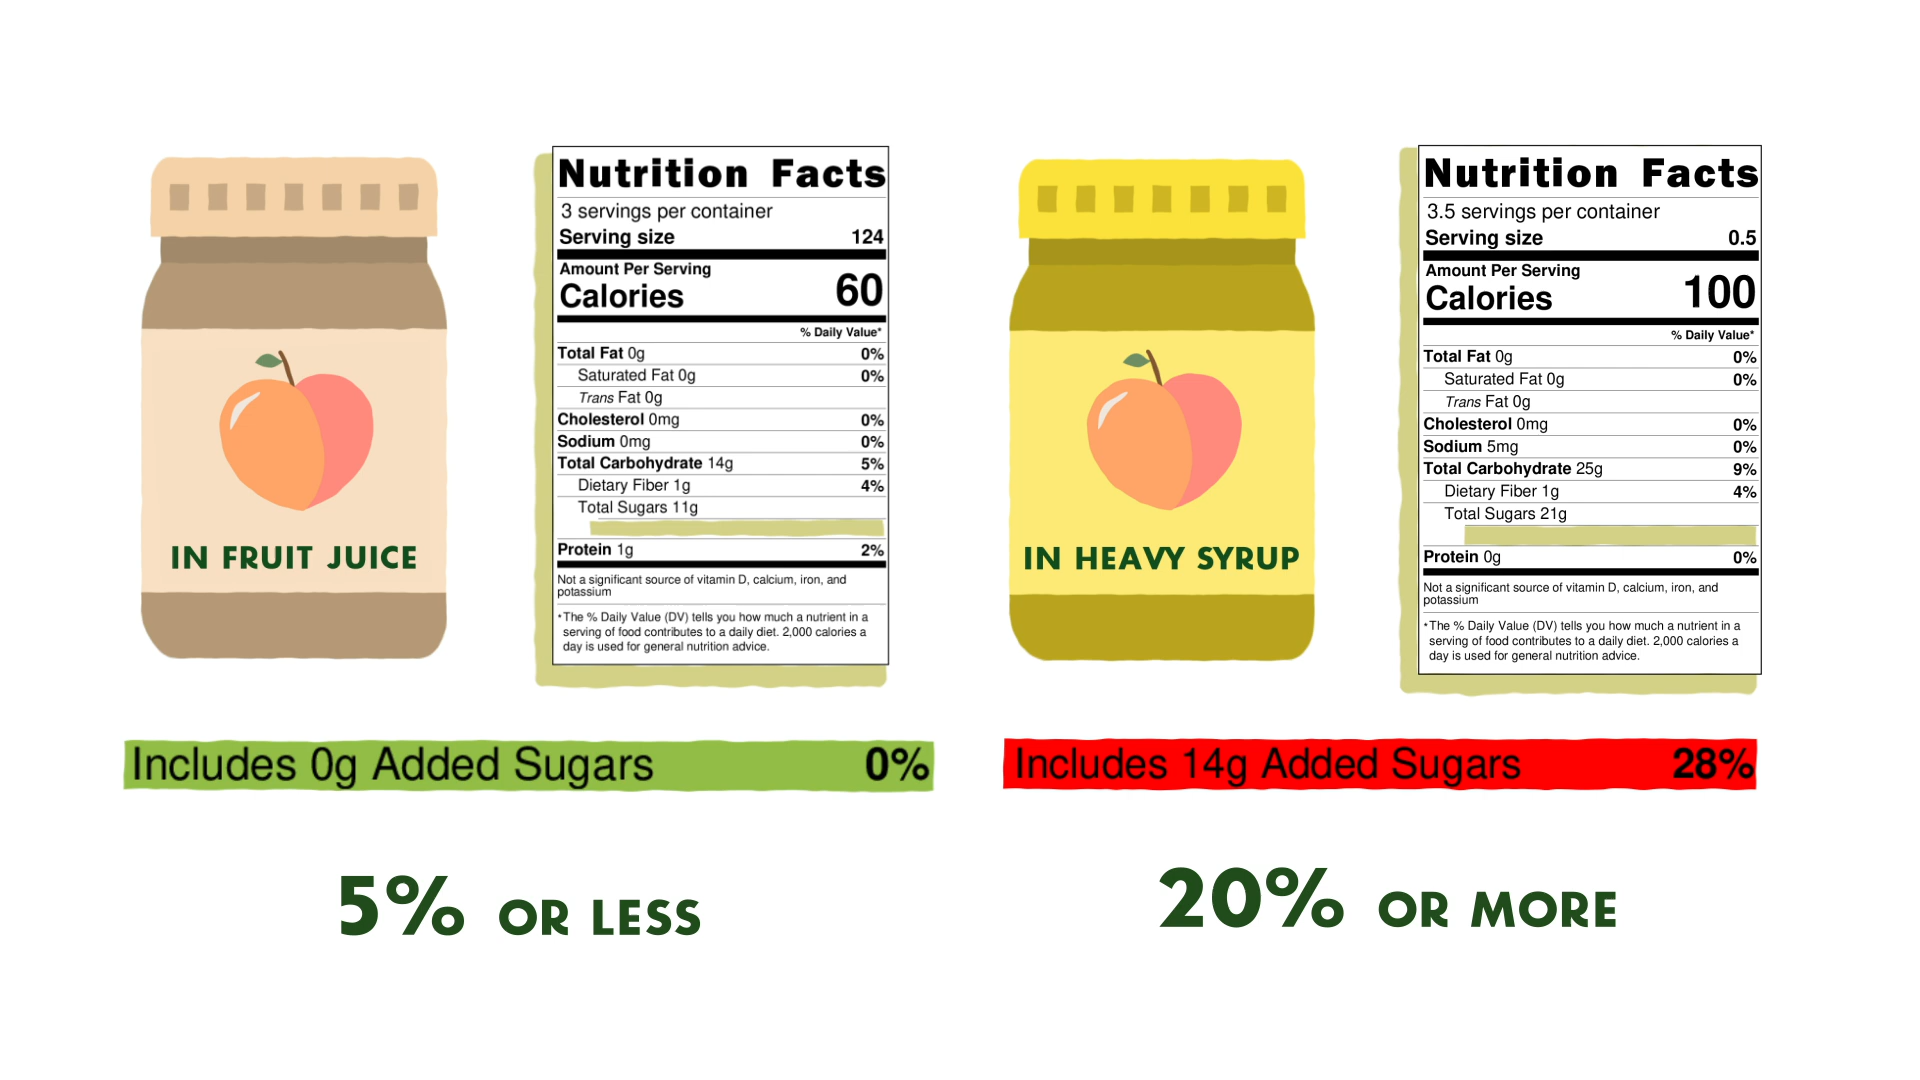 IN FRUIT JUICE
Nutrition Facts
3 servings per container
Serving size 124
Amount Per Serving
Calories 60
% Daily Value*
Total Fat 0g 0%
Saturated Fat 0g 0%
Trans Fat 0g
Cholesterol 0mg 0%
Sodium 0mg 0%
Total Carbohydrate 14g 5%
Dietary Fiber 1g 4%
Total Sugars 11g
Protein 1g 2%
Not a significant source of vitamin D, calcium, iron, and
potassium
*The % Daily Value (DV) tells you how much a nutrient in a
serving of food contributes to a daily diet. 2,000 calories a
day is used for general nutrition advice.
Includes 0g Added Sugars 0%
5% OR LESS
IN HEAVY SYRUP
Nutrition Facts
3.5 servings per container
Serving size 0.5
Amount Per Serving
Calories 100
% Daily Value*
Total Fat 0g 0%
Saturated Fat 0g 0%
Trans Fat 0g
Cholesterol 0mg 0%
Sodium 5mg 0%
Total Carbohydrate 25g 9%
Dietary Fiber 1g 4%
Total Sugars 21g
Protein 0g 0%
Not a significant source of vitamin D, calcium, iron, and
potassium
*The % Daily Value (DV) tells you how much a nutrient in a
serving of food contributes to a daily diet. 2,000 calories a
day is used for general nutrition advice.
Includes 14g Added Sugars 28%
20% OR MORE